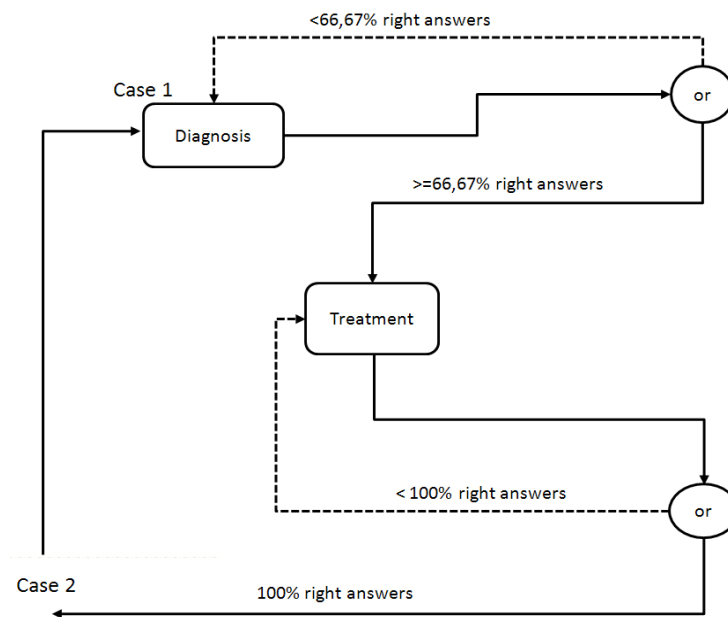 <66,67% right answers
Case 1
or
Diagnosis
>=66,67% right answers
Treatment
< 100% right answers
or
Case 2
100% right answers